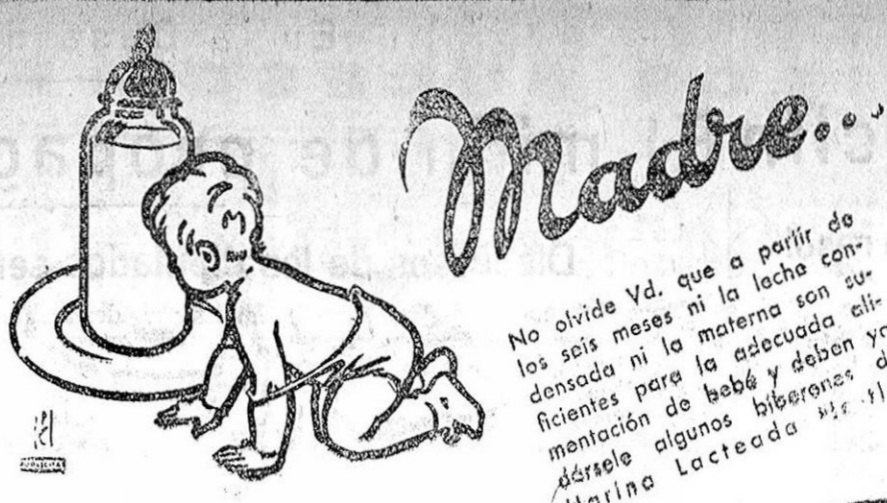 Madre...
No olvide Vd. que a partir de
los seis meses ni la leche con-
densada ni la materna son su-
ficientes para la adecuada ali-
mentación de bebé y deben ya
dársele algunos biberones d
Harina Lacteada